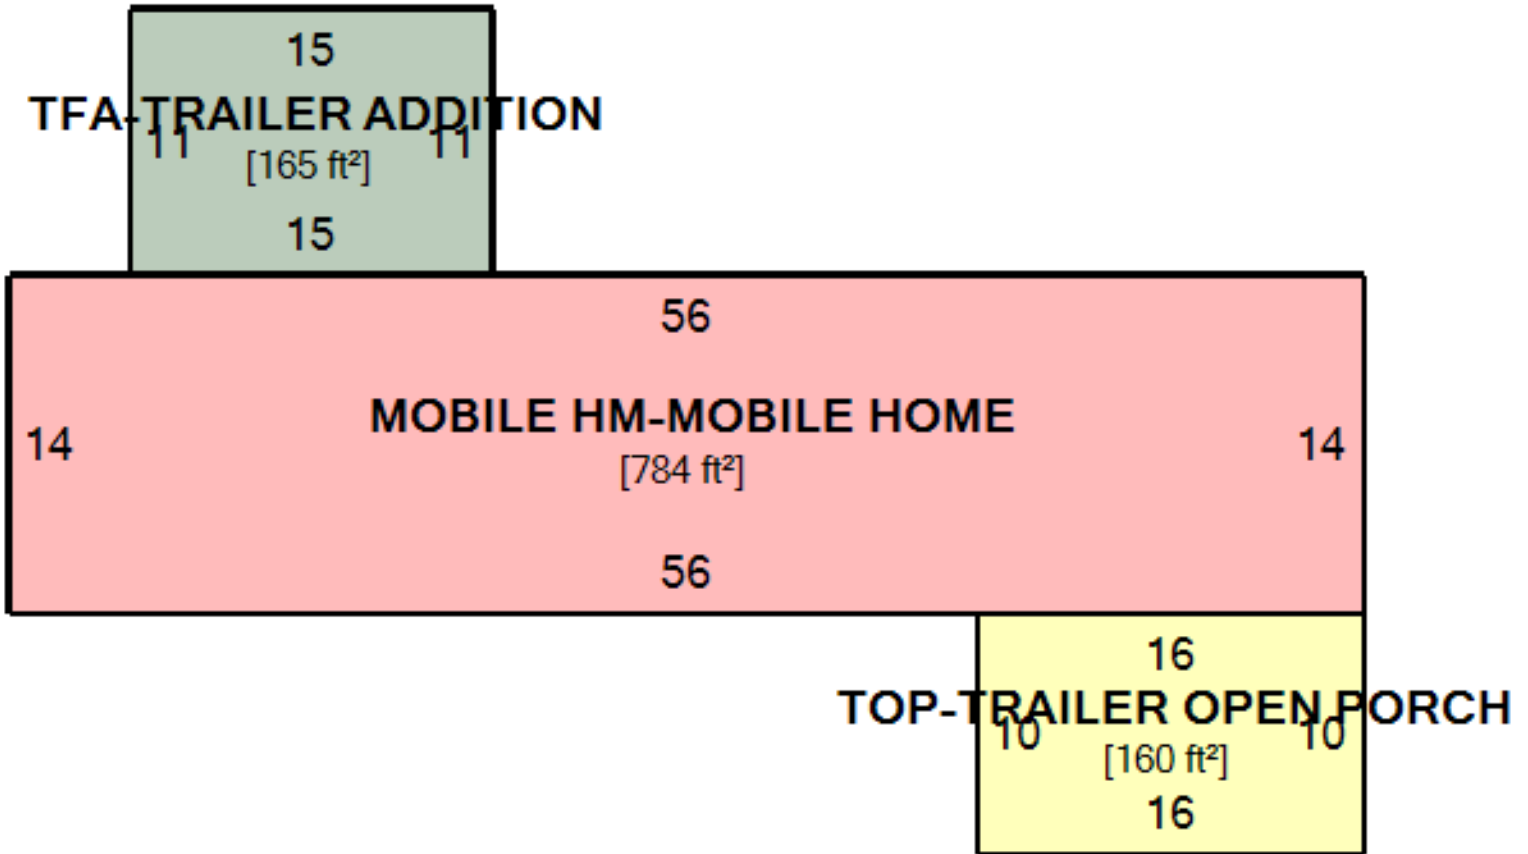 15
TFA-TRAILER ADDITION
11 11
[165 ft²]
15
56
MOBILE HM-MOBILE HOME
14 14
[784 ft²]
56
16
TOP-TRAILER OPEN PORCH
10 10
[160 ft²]
16